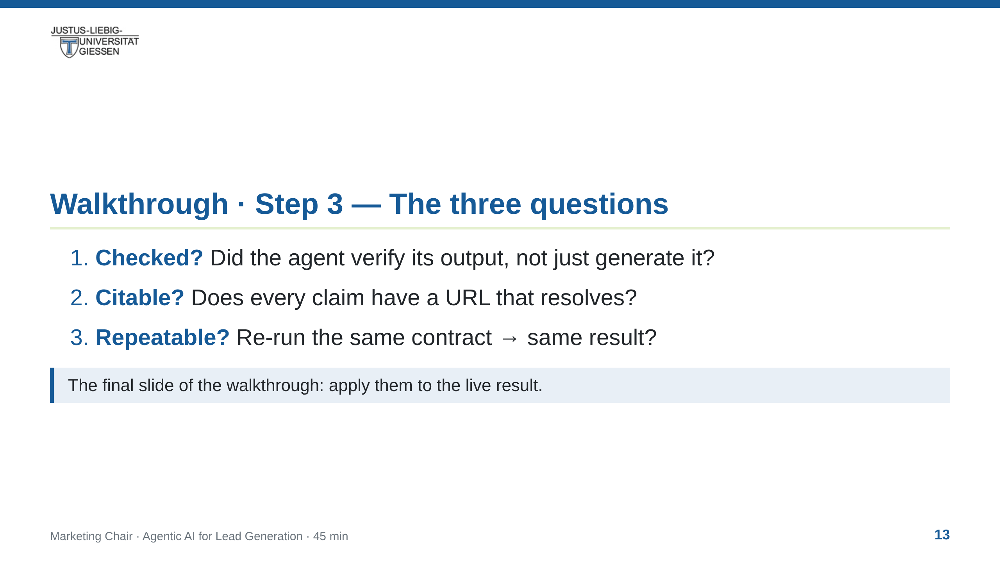 JUSTUS-LIEBIG-
UNIVERSITÄT
GIESSEN
Walkthrough · Step 3 — The three questions
1. Checked? Did the agent verify its output, not just generate it?
2. Citable? Does every claim have a URL that resolves?
3. Repeatable? Re-run the same contract → same result?
The final slide of the walkthrough: apply them to the live result.
Marketing Chair · Agentic AI for Lead Generation · 45 min
13